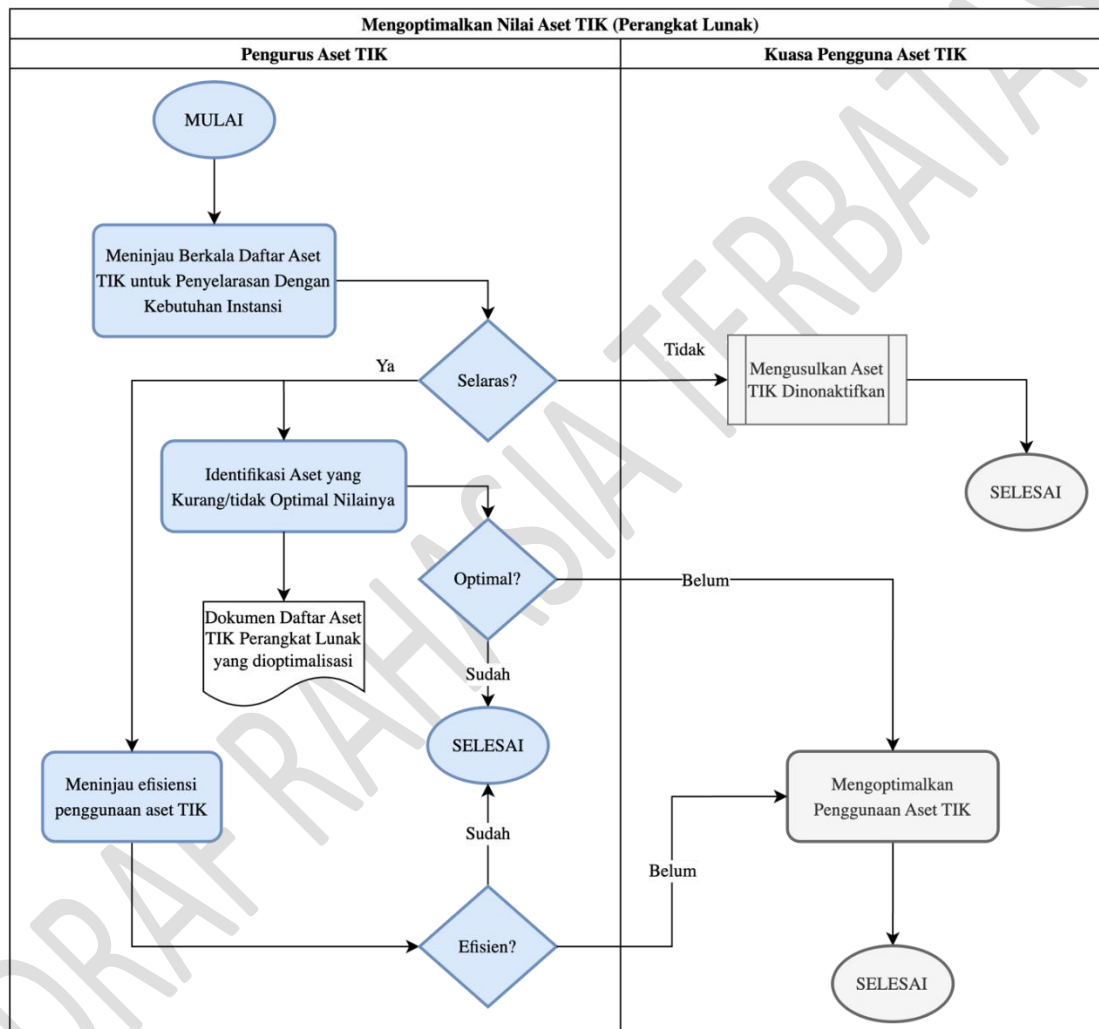 Mengoptimalkan Nilai Aset TIK (Perangkat Lunak)
Pengurus Aset TIK
Kuasa Pengguna Aset TIK
MULAI
Meninjau Berkala Daftar Aset
TIK untuk Penyelarasan Dengan
Kebutuhan Instansi
Selaras?
Ya
Tidak
Mengusulkan Aset
TIK Dinonaktifkan
SELESAI
Identifikasi Aset yang
Kurang/tidak Optimal Nilainya
Optimal?
Belum
Sudah
Dokumen Daftar Aset
TIK Perangkat Lunak
yang dioptimalisasi
SELESAI
Meninjau efisiensi
penggunaan aset TIK
Mengoptimalkan
Penggunaan Aset TIK
Sudah
Belum
Efisien?
SELESAI
DRAF RAHASIA TERBATAS